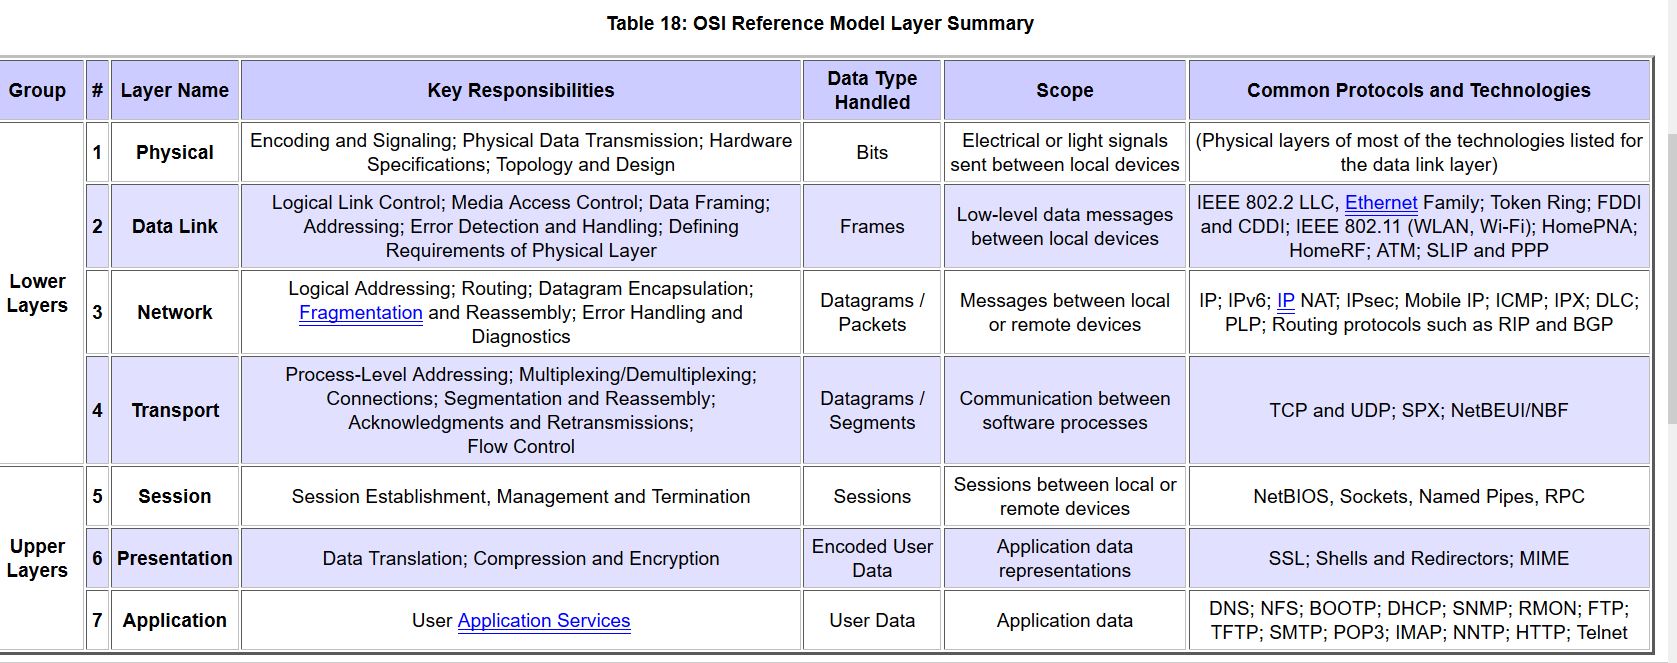 Table 18: OSI Reference Model Layer Summary
Group
#
Layer Name
Key Responsibilities
Data Type
Handled
Scope
Common Protocols and Technologies
Lower
Layers
1
Physical
Encoding and Signaling; Physical Data Transmission; Hardware
Specifications; Topology and Design
Bits
Electrical or light signals
sent between local devices
(Physical layers of most of the technologies listed for
the data link layer)
2
Data Link
Logical Link Control; Media Access Control; Data Framing;
Addressing; Error Detection and Handling; Defining
Requirements of Physical Layer
Frames
Low-level data messages
between local devices
IEEE 802.2 LLC, Ethernet Family; Token Ring; FDDI
and CDDI; IEEE 802.11 (WLAN, Wi-Fi); HomePNA;
HomeRF; ATM; SLIP and PPP
3
Network
Logical Addressing; Routing; Datagram Encapsulation;
Fragmentation and Reassembly; Error Handling and
Diagnostics
Datagrams /
Packets
Messages between local
or remote devices
IP; IPv6; IP NAT; IPsec; Mobile IP; ICMP; IPX; DLC;
PLP; Routing protocols such as RIP and BGP
4
Transport
Process-Level Addressing; Multiplexing/Demultiplexing;
Connections; Segmentation and Reassembly;
Acknowledgments and Retransmissions;
Flow Control
Datagrams /
Segments
Communication between
software processes
TCP and UDP; SPX; NetBEUI/NBF
Upper
Layers
5
Session
Session Establishment, Management and Termination
Sessions
Sessions between local or
remote devices
NetBIOS, Sockets, Named Pipes, RPC
6
Presentation
Data Translation; Compression and Encryption
Encoded User
Data
Application data
representations
SSL; Shells and Redirectors; MIME
7
Application
User Application Services
User Data
Application data
DNS; NFS; BOOTP; DHCP; SNMP; RMON; FTP;
TFTP; SMTP; POP3; IMAP; NNTP; HTTP; Telnet